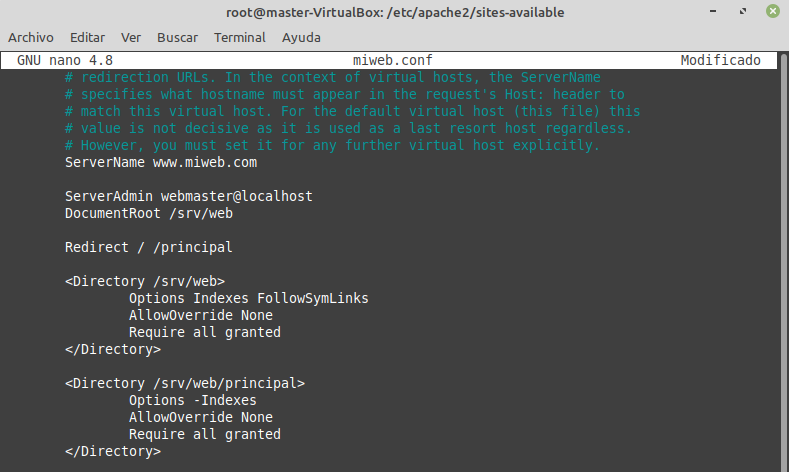 root@master-VirtualBox: /etc/apache2/sites-available
Archivo Editar Ver Buscar Terminal Ayuda
GNU nano 4.8 miweb.conf Modificado
# redirection URLs. In the context of virtual hosts, the ServerName
# specifies what hostname must appear in the request's Host: header to
# match this virtual host. For the default virtual host (this file) this
# value is not decisive as it is used as a last resort host regardless.
# However, you must set it for any further virtual host explicitly.
ServerName www.miweb.com
ServerAdmin webmaster@localhost
DocumentRoot /srv/web
Redirect / /principal
<Directory /srv/web>
Options Indexes FollowSymLinks
AllowOverride None
Require all granted
</Directory>
<Directory /srv/web/principal>
Options -Indexes
AllowOverride None
Require all granted
</Directory>